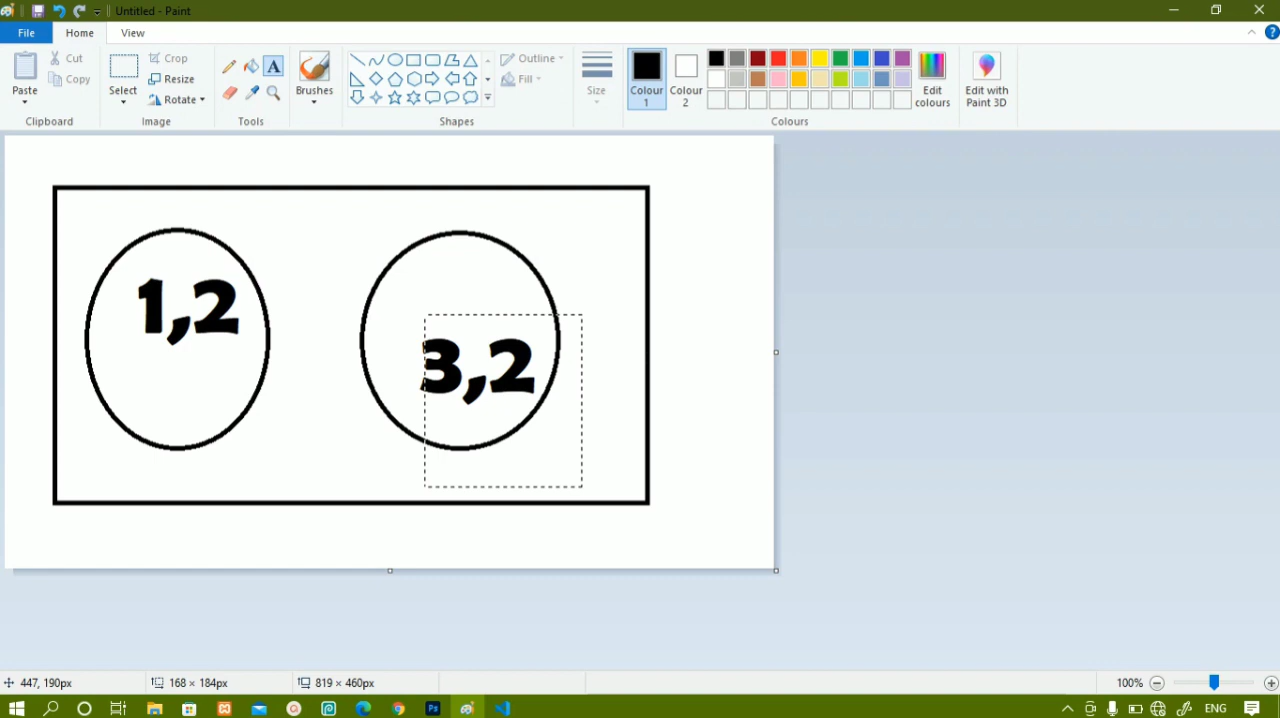 Untitled - Paint
File Home View
Paste
Cut
Copy
Clipboard
Select
Crop
Resize
Rotate
Image
A
Tools
Brushes
Outline
Fill
Shapes
Size
Colour 1
Colour 2
Edit colours
Colours
Edit with Paint 3D
1,2
3,2
447, 190px 168 × 184px 819 × 460px 100%
Ps ENG